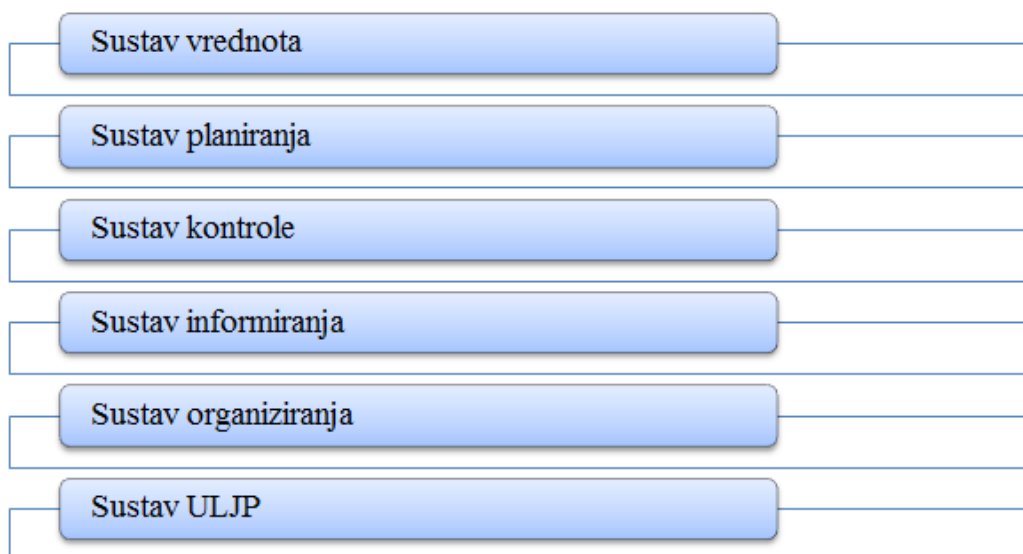 Sustav vrednota
Sustav planiranja
Sustav kontrole
Sustav informiranja
Sustav organiziranja
Sustav ULJP